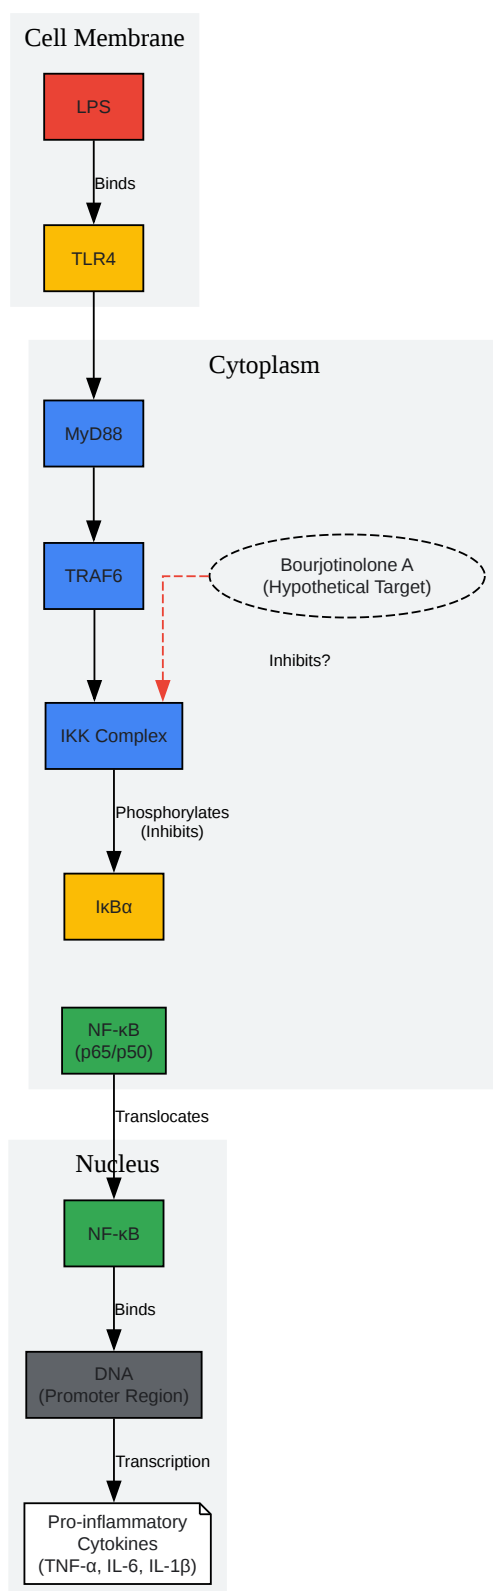 Cell Membrane
LPS
Binds
TLR4
Cytoplasm
MyD88
TRAF6
Bourjotinolone A
(Hypothetical Target)
Inhibits?
IKK Complex
Phosphorylates
(Inhibits)
IκBα
NF-κB
(p65/p50)
Translocates
Nucleus
NF-κB
Binds
DNA
(Promoter Region)
Transcription
Pro-inflammatory
Cytokines
(TNF-α, IL-6, IL-1β)